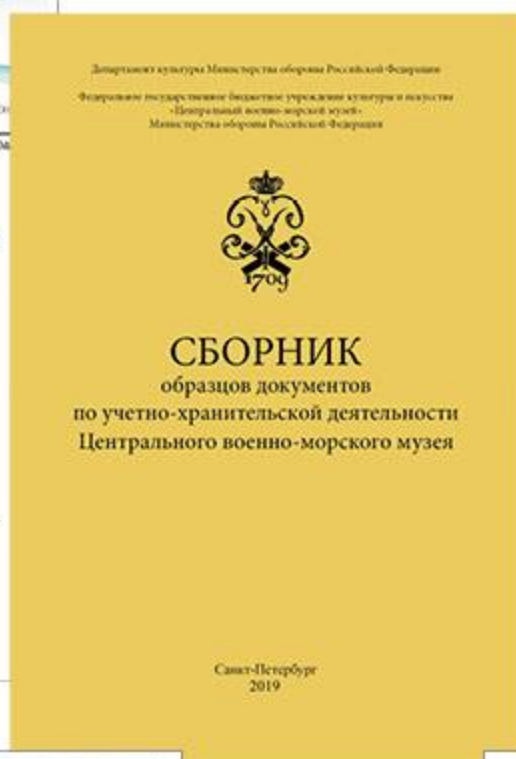 Департамент культуры Министерства обороны Российской Федерации
Федеральное государственное бюджетное учреждение культуры и искусства
«Центральный военно-морской музей»
Министерства обороны Российской Федерации
1709
СБОРНИК
образцов документов
по учетно-хранительской деятельности
Центрального военно-морского музея
Санкт-Петербург
2019